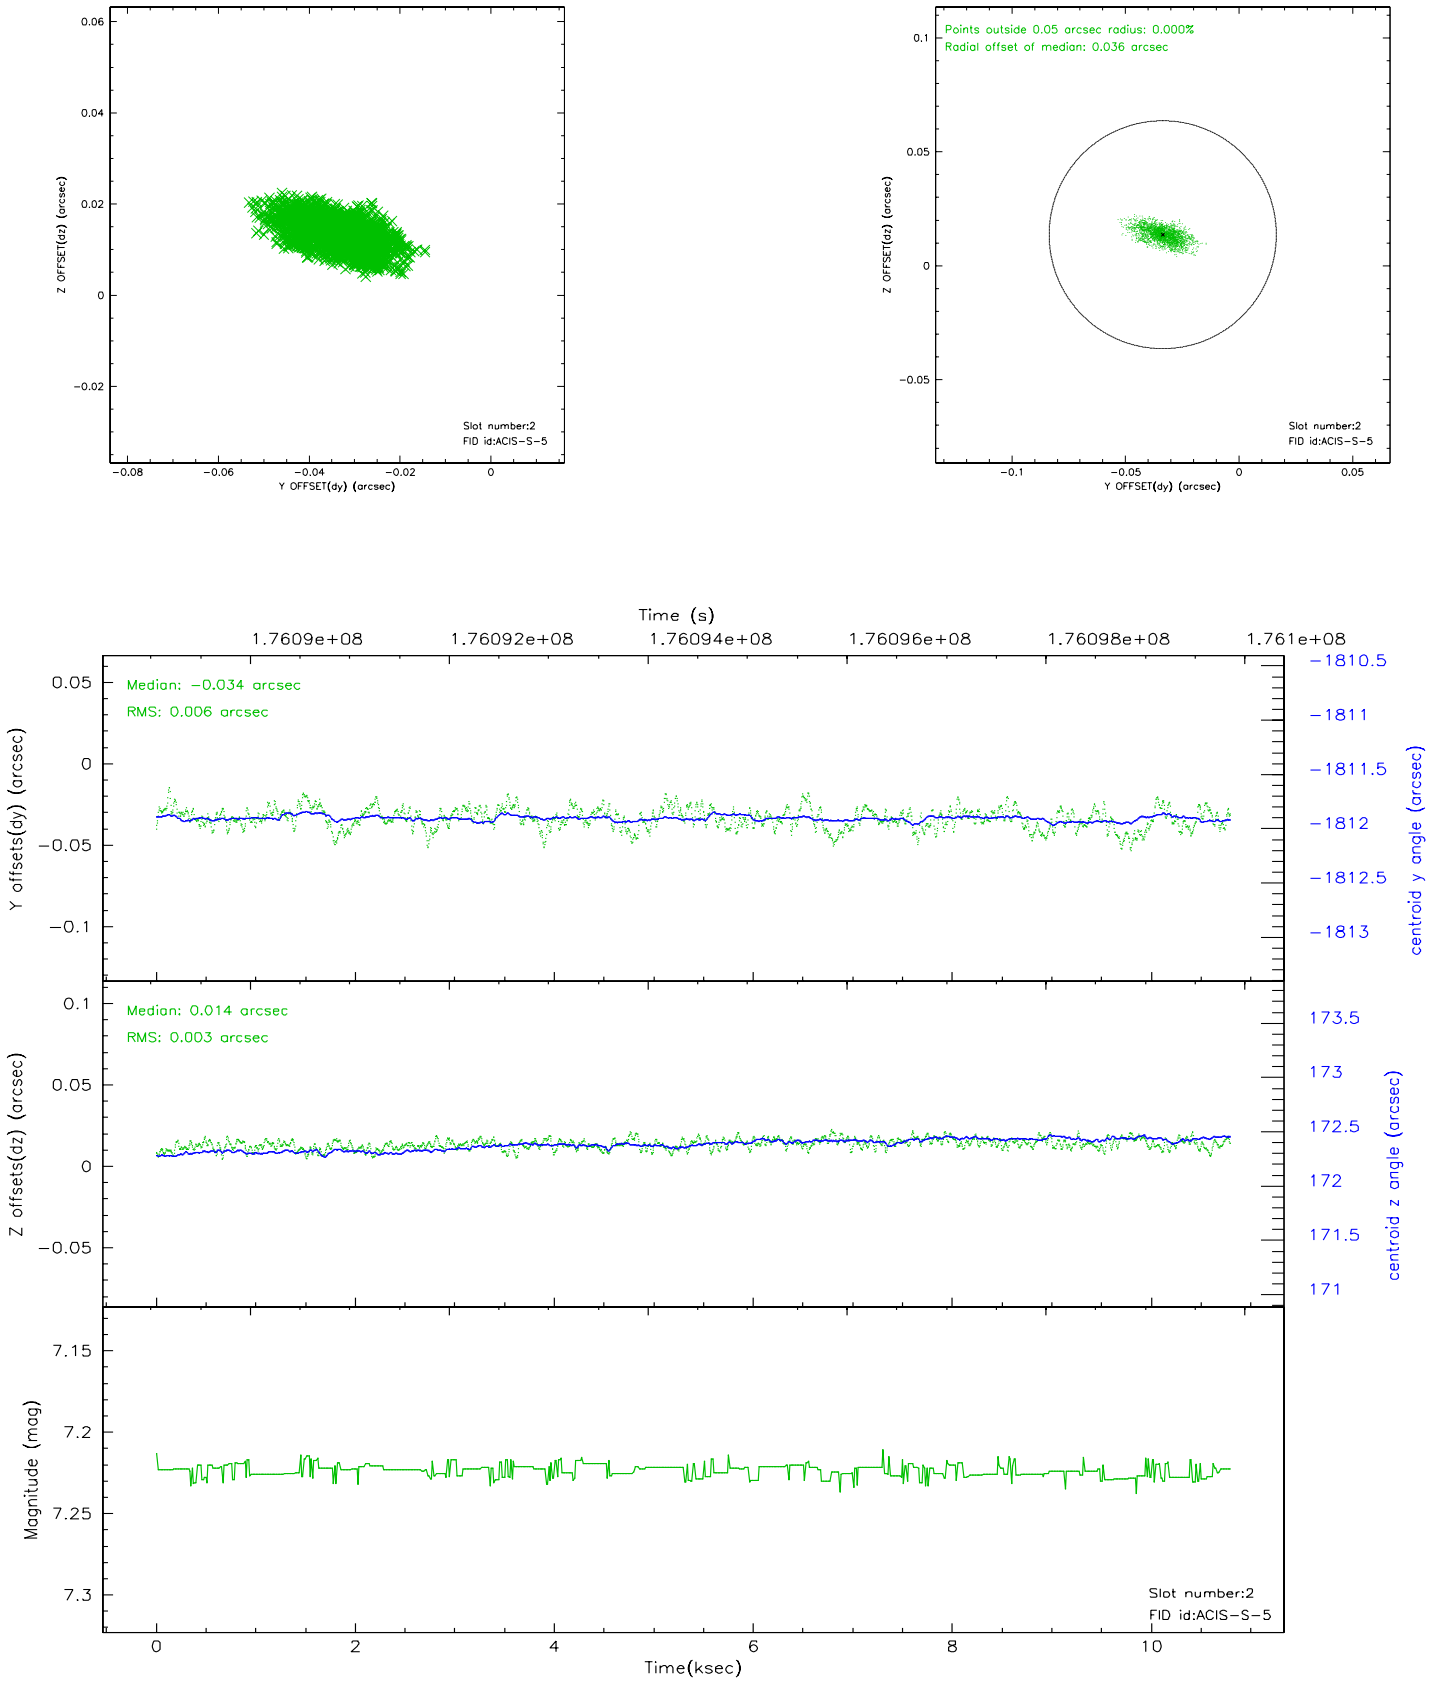 0.06
0.04
0.02
0
-0.02
Z OFFSET(dz) (arcsec)
Slot number:2
FID id:ACIS-S-5
-0.08 -0.06 -0.04 -0.02 0
Y OFFSET(dy) (arcsec)
Points outside 0.05 arcsec radius: 0.000%
Radial offset of median: 0.036 arcsec
0.1
0.05
0
-0.05
Z OFFSET(dz) (arcsec)
Slot number:2
FID id:ACIS-S-5
-0.1 -0.05 0 0.05
Y OFFSET(dy) (arcsec)
Time (s)
1.7609e+08 1.76092e+08 1.76094e+08 1.76096e+08 1.76098e+08 1.761e+08
Median: -0.034 arcsec
RMS: 0.006 arcsec
0.05
0
-0.05
-0.1
Y offsets(dy) (arcsec)
-1810.5
-1811
-1811.5
-1812
-1812.5
-1813
centroid y angle (arcsec)
Median: 0.014 arcsec
RMS: 0.003 arcsec
0.1
0.05
0
-0.05
Z offsets(dz) (arcsec)
173.5
173
172.5
172
171.5
171
centroid z angle (arcsec)
7.15
7.2
7.25
7.3
Magnitude (mag)
Slot number:2
FID id:ACIS-S-5
0 2 4 6 8 10
Time(ksec)